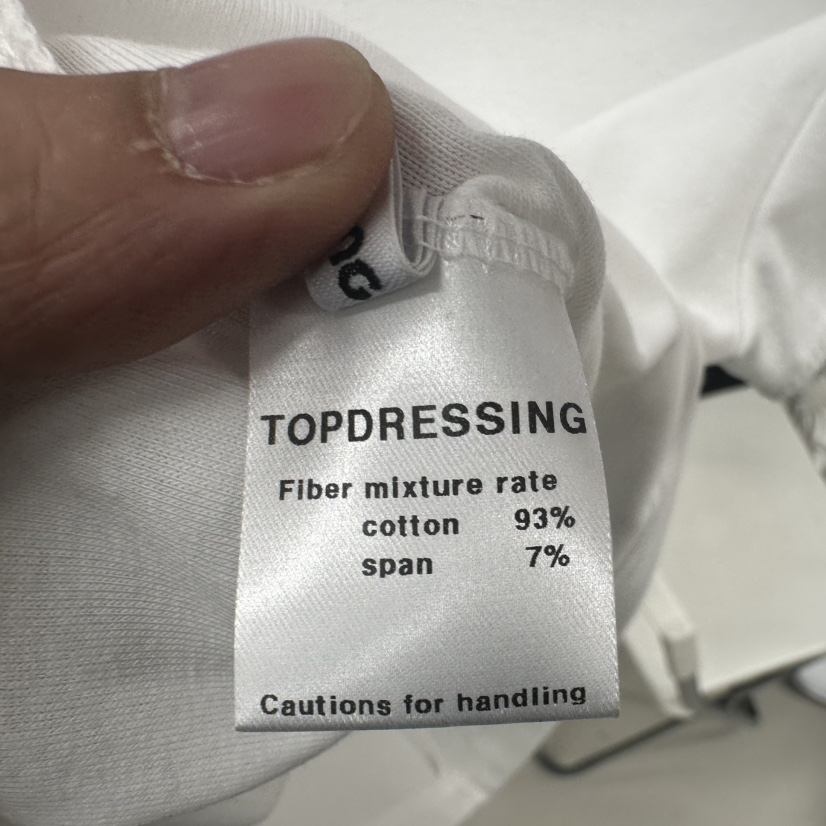 TOPDRESSING
Fiber mixture rate
cotton 93%
span 7%
Cautions for handling